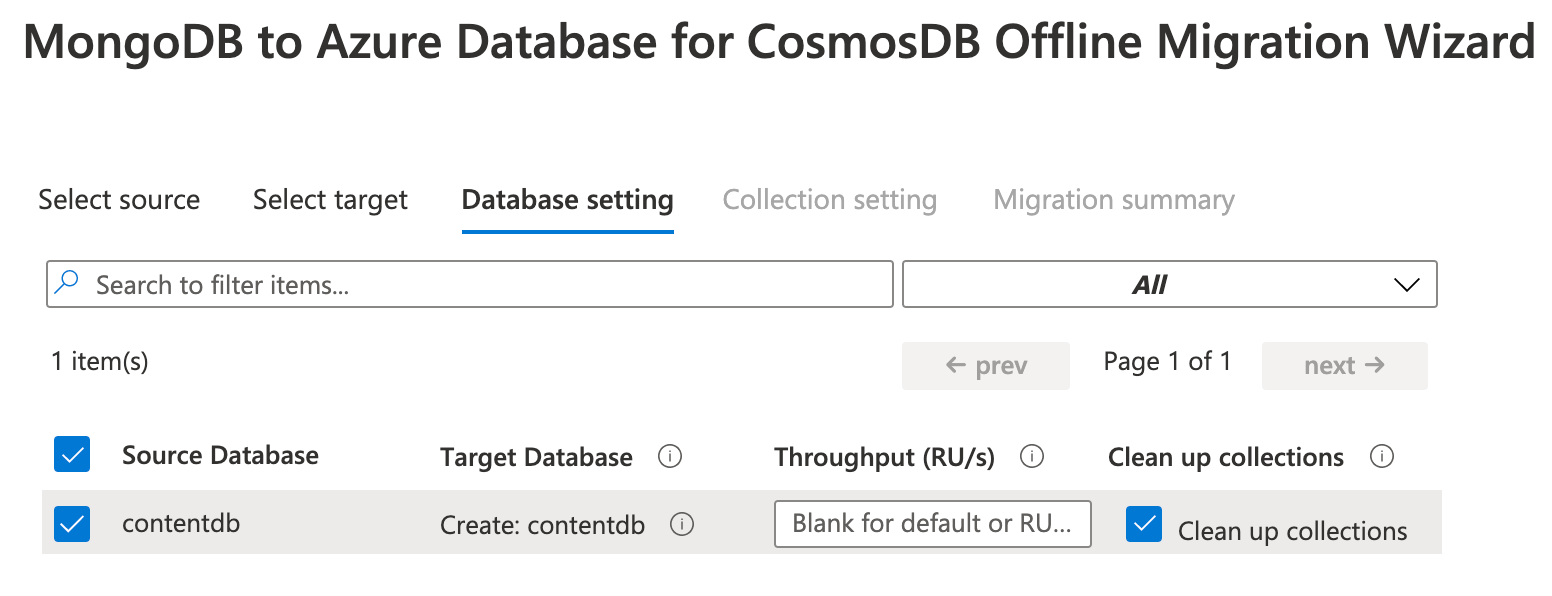 MongoDB to Azure Database for CosmosDB Offline Migration Wizard
Select source Select target Database setting Collection setting Migration summary
Search to filter items... All
1 item(s) ← prev Page 1 of 1 next →
Source Database Target Database Throughput (RU/s) Clean up collections
contentdb Create: contentdb Blank for default or RU... Clean up collections